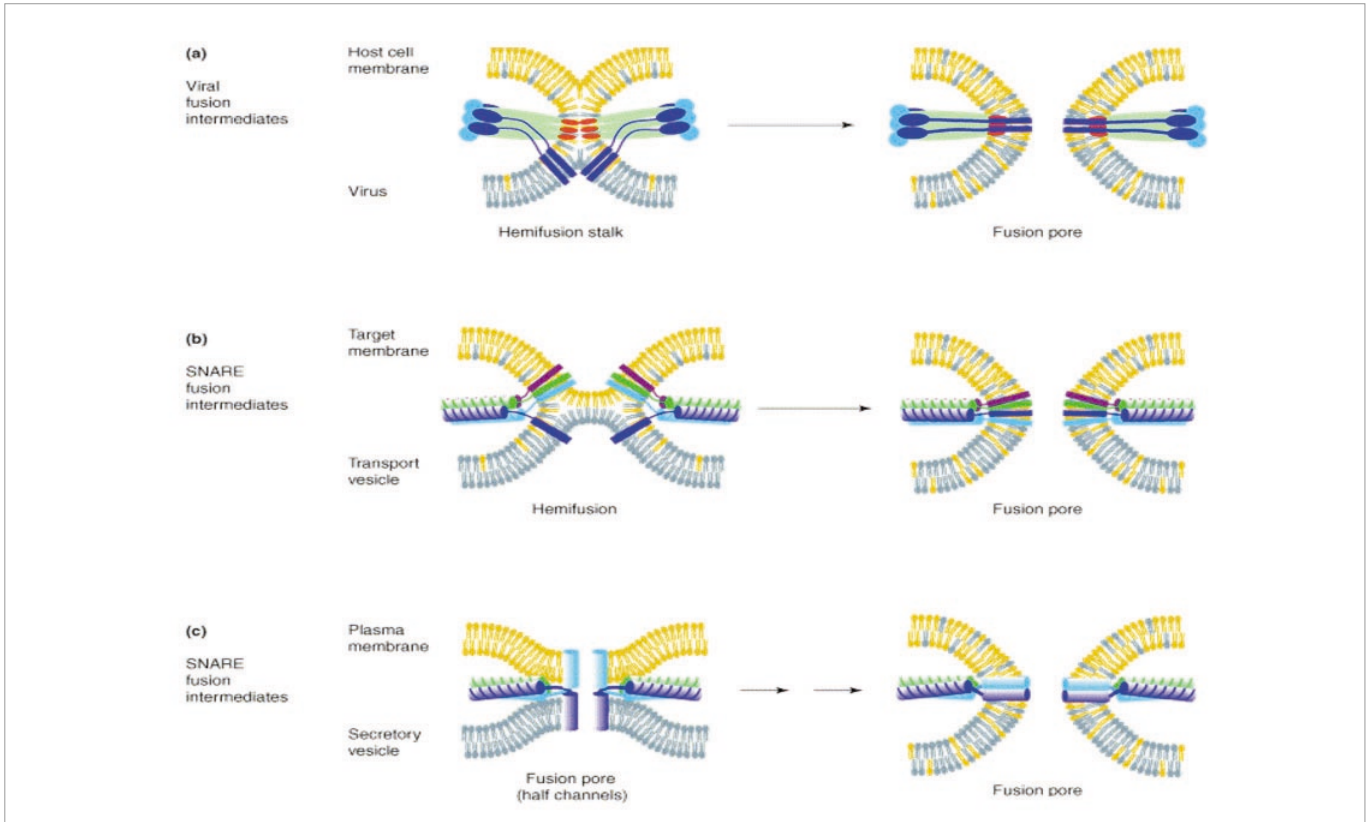 (a)
Viral
fusion
intermediates
Host cell
membrane
Virus
Hemifusion stalk
Fusion pore
(b)
SNARE
fusion
intermediates
Target
membrane
Transport
vesicle
Hemifusion
Fusion pore
(c)
SNARE
fusion
intermediates
Plasma
membrane
Secretory
vesicle
Fusion pore
(half channels)
Fusion pore